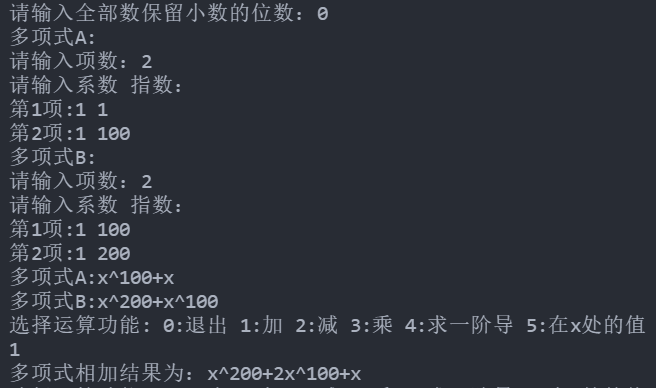 请输入全部数保留小数的位数：0
多项式A:
请输入项数：2
请输入系数 指数：
第1项:1 1
第2项:1 100
多项式B:
请输入项数：2
请输入系数 指数：
第1项:1 100
第2项:1 200
多项式A:x^100+x
多项式B:x^200+x^100
选择运算功能：0:退出 1:加 2:减 3:乘 4:求一阶导 5:在x处的值
1
多项式相加结果为：x^200+2x^100+x